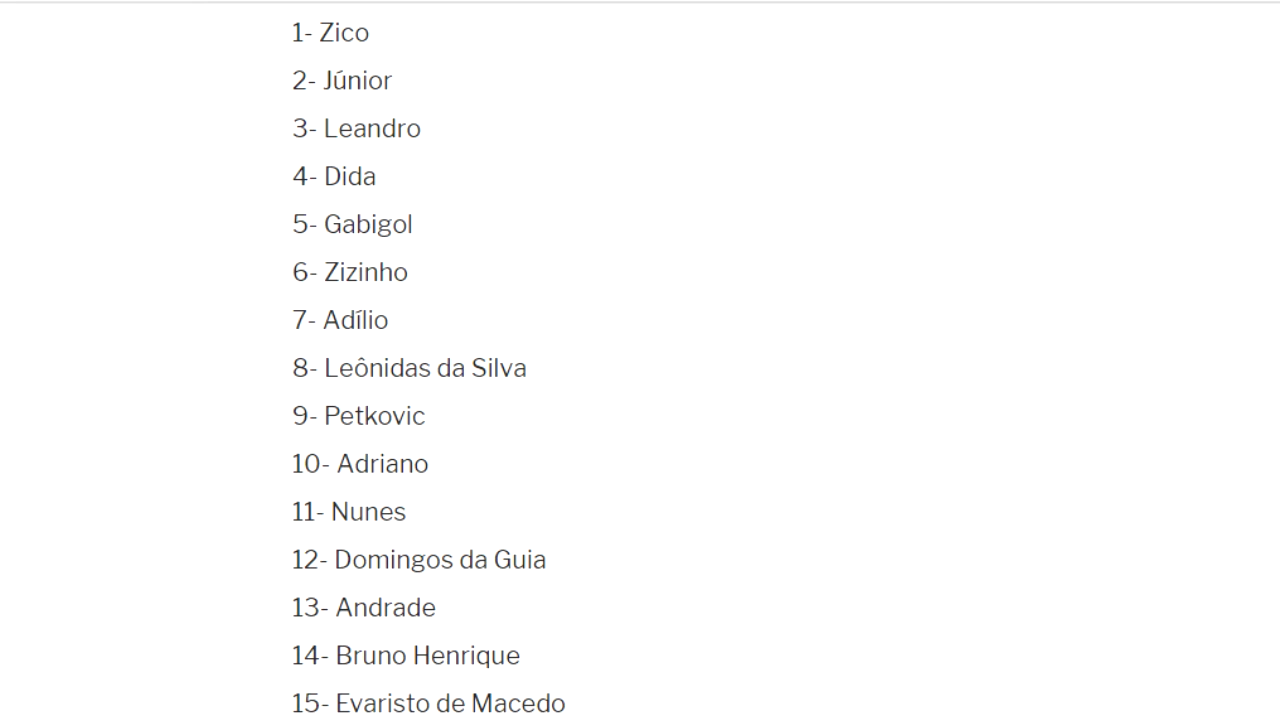 1- Zico
2- Júnior
3- Leandro
4- Dida
5- Gabigol
6- Zizinho
7- Adílio
8- Leônidas da Silva
9- Petkovic
10- Adriano
11- Nunes
12- Domingos da Guia
13- Andrade
14- Bruno Henrique
15- Evaristo de Macedo